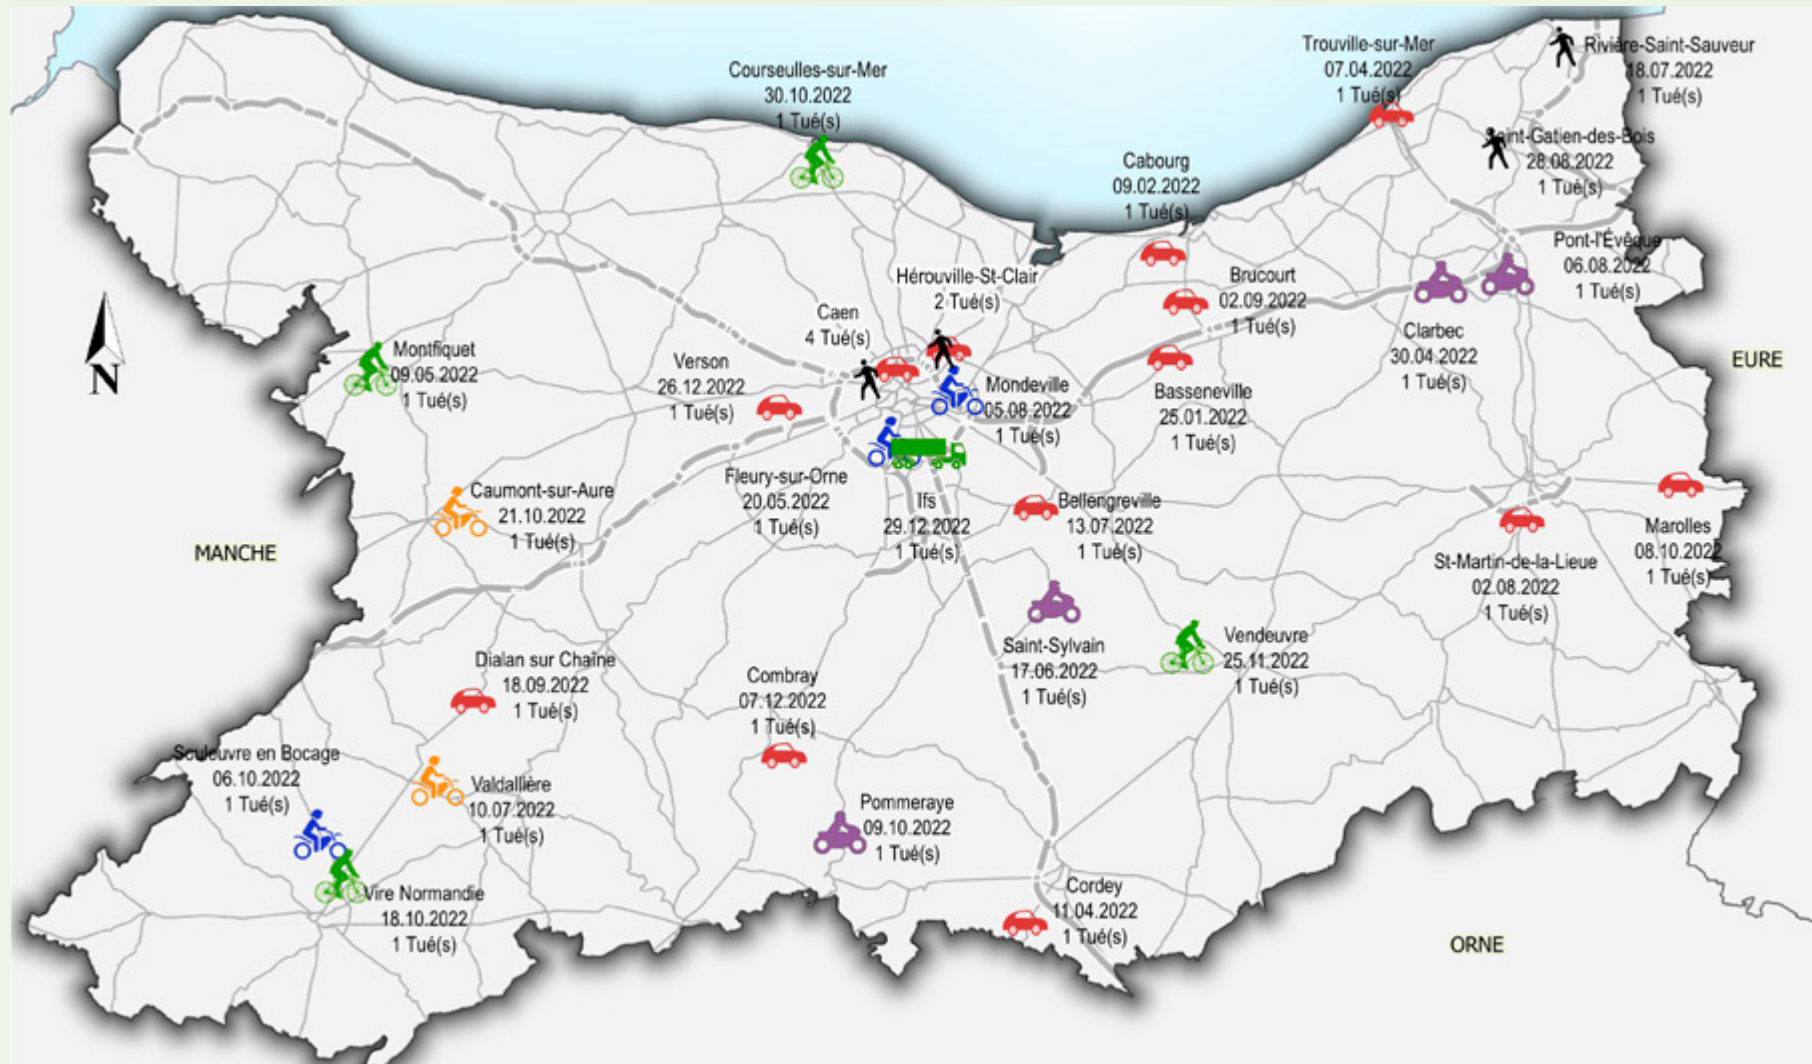 Trouville-sur-Mer
07.04.2022
1 Tué(s)
Rivière-Saint-Sauveur
18.07.2022
1 Tué(s)
Courseulles-sur-Mer
30.10.2022
1 Tué(s)
Saint-Gatien-des-Bois
28.08.2022
1 Tué(s)
Cabourg
09.02.2022
1 Tué(s)
Pont-l'Évêque
06.08.2022
1 Tué(s)
Hérouville-St-Clair
2 Tué(s)
Brucourt
02.09.2022
1 Tué(s)
Caen
4 Tué(s)
Clarbec
30.04.2022
1 Tué(s)
Montfiquet
09.05.2022
1 Tué(s)
Verson
26.12.2022
1 Tué(s)
N
EURE
Mondeville
05.08.2022
1 Tué(s)
Basseneville
25.01.2022
1 Tué(s)
Fleury-sur-Orne
20.05.2022
1 Tué(s)
Caumont-sur-Aure
21.10.2022
1 Tué(s)
Ifs
29.12.2022
1 Tué(s)
Bellengreville
13.07.2022
1 Tué(s)
Marolles
08.10.2022
1 Tué(s)
MANCHE
St-Martin-de-la-Lieue
02.08.2022
1 Tué(s)
Saint-Sylvain
17.06.2022
1 Tué(s)
Vendeuvre
25.11.2022
1 Tué(s)
Dialan sur Chaîne
18.09.2022
1 Tué(s)
Combray
07.12.2022
1 Tué(s)
Souleuvre en Bocage
06.10.2022
1 Tué(s)
Valdallière
10.07.2022
1 Tué(s)
Pommeraye
09.10.2022
1 Tué(s)
Vire Normandie
18.10.2022
1 Tué(s)
Cordey
11.04.2022
1 Tué(s)
ORNE